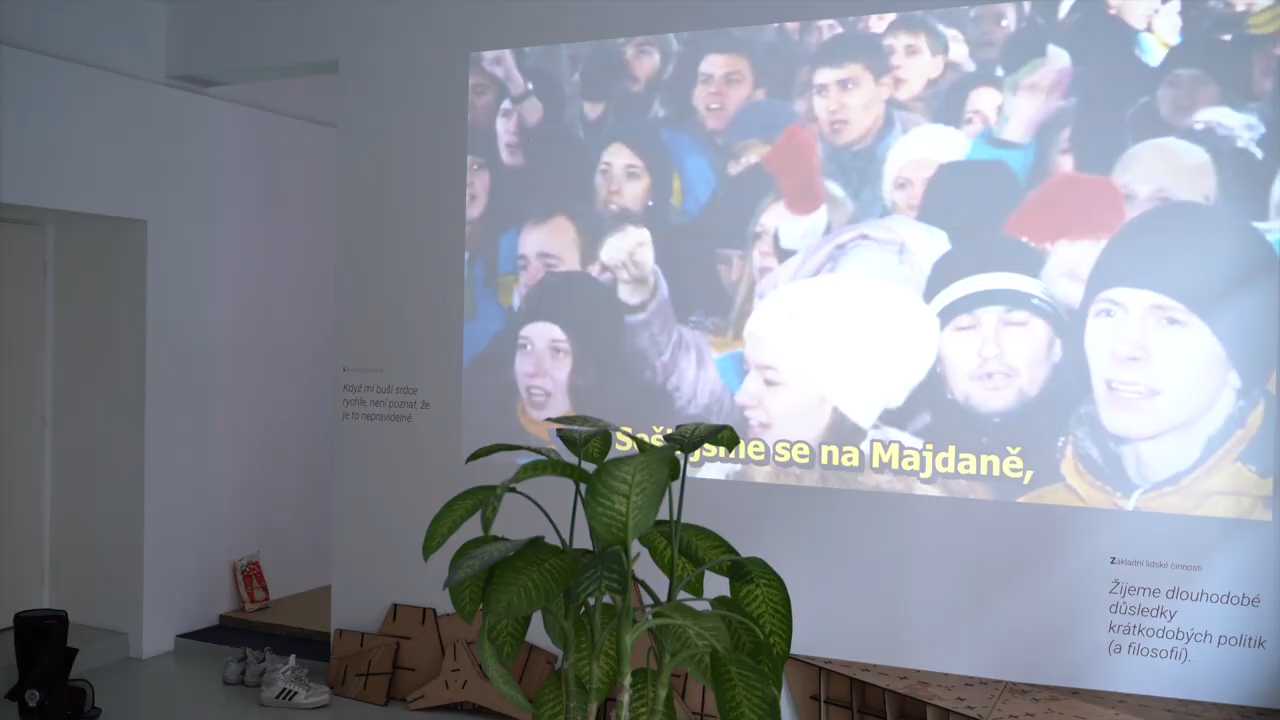 Když mi buší srdce
rychle, není poznat, že
je to nepravidelně.
jsme se na Majdaně,
Základní lidské činnosti
Žijeme dlouhodobé
důsledky
krátkodobých politik
(a filosofií).